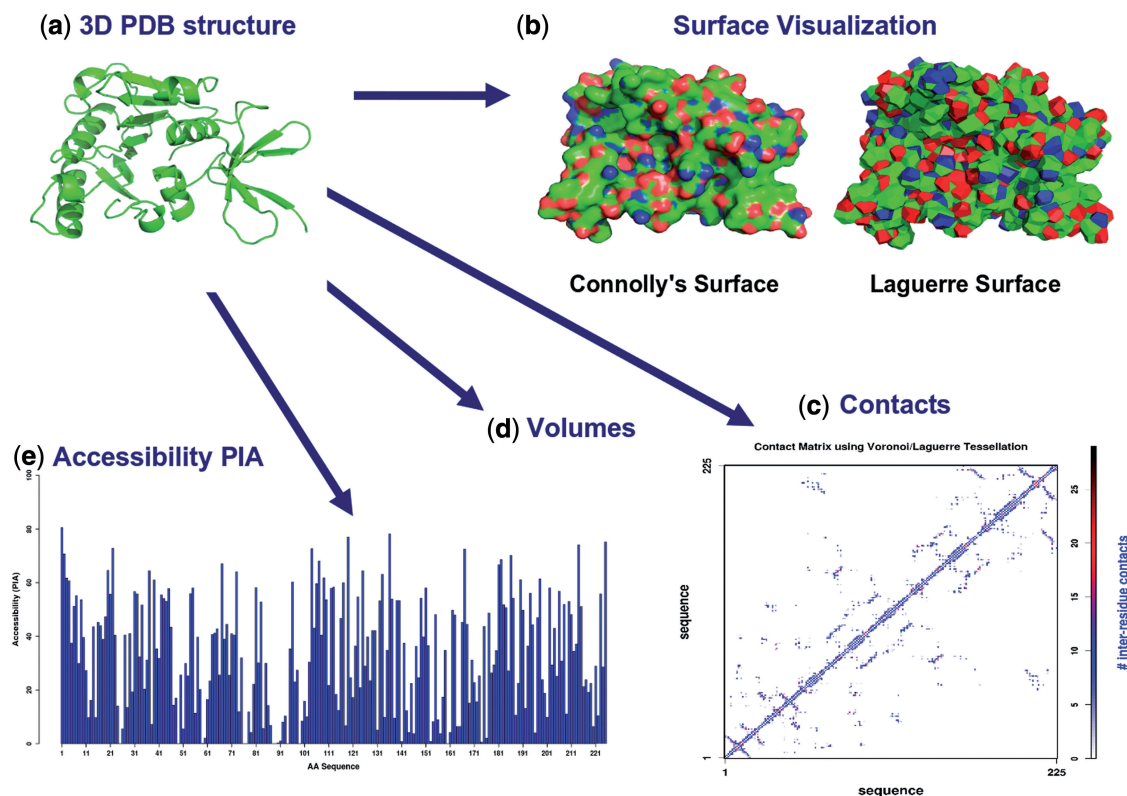 (a) 3D PDB structure
(b) Surface Visualization
Connolly's Surface
Laguerre Surface
(c) Contacts
(d) Volumes
(e) Accessibility PIA
Contact Matrix using Voronoi/Laguerre Tessellation
225
sequence
1
1
225
sequence
25
20
15
10
5
0
# Inter-residue contacts
100
80
60
40
20
0
Accessibility (PIA)
1 11 21 31 41 51 61 71 81 91 101 111 121 131 141 151 161 171 181 191 201 211 221
AA Sequence